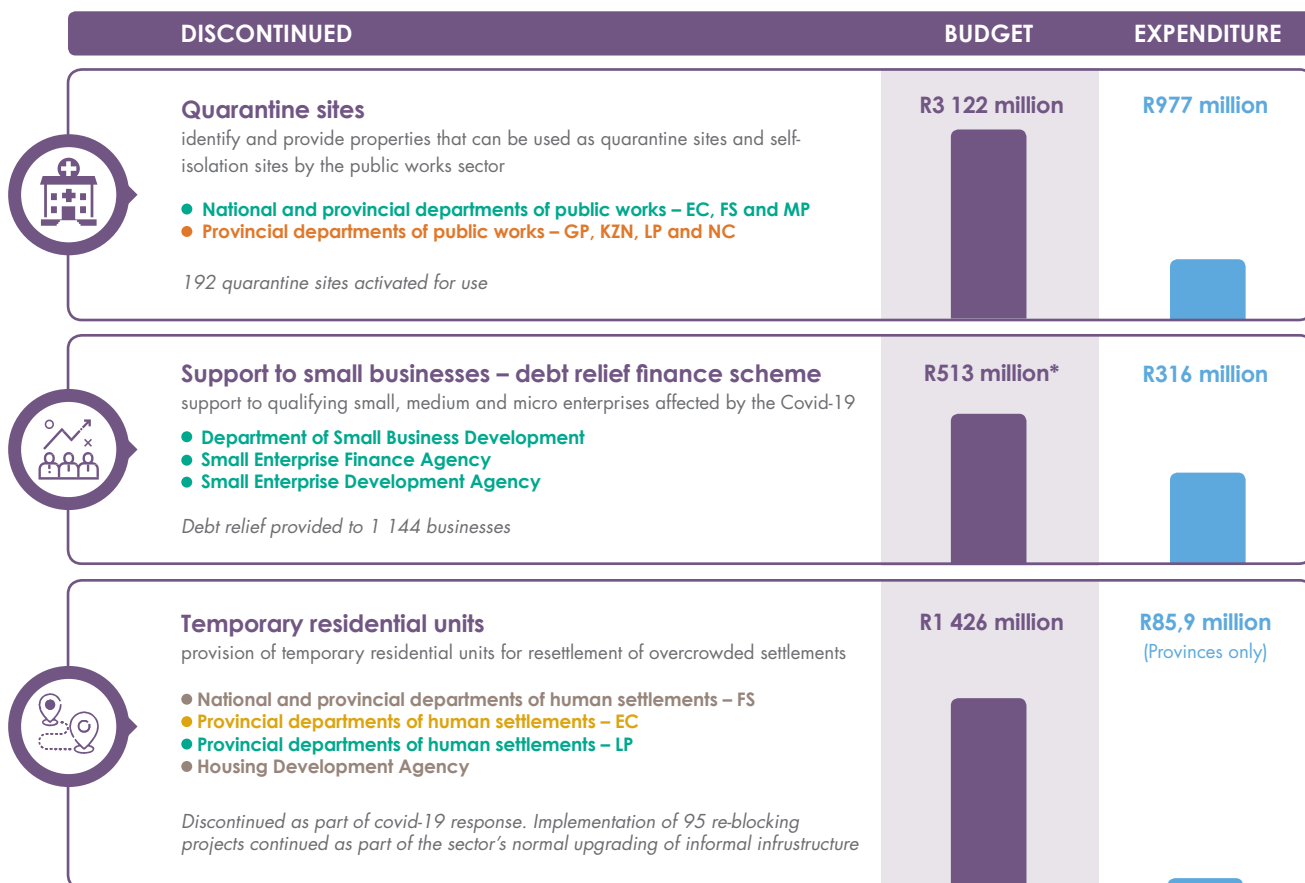 DISCONTINUED BUDGET EXPENDITURE
Quarantine sites
identify and provide properties that can be used as quarantine sites and self-
isolation sites by the public works sector
National and provincial departments of public works – EC, FS and MP
Provincial departments of public works – GP, KZN, LP and NC
192 quarantine sites activated for use
R3 122 million
R977 million
Support to small businesses – debt relief finance scheme
support to qualifying small, medium and micro enterprises affected by the Covid-19
Department of Small Business Development
Small Enterprise Finance Agency
Small Enterprise Development Agency
Debt relief provided to 1 144 businesses
R513 million*
R316 million
Temporary residential units
provision of temporary residential units for resettlement of overcrowded settlements
National and provincial departments of human settlements – FS
Provincial departments of human settlements – EC
Provincial departments of human settlements – LP
Housing Development Agency
Discontinued as part of covid-19 response. Implementation of 95 re-blocking
projects continued as part of the sector's normal upgrading of informal infrustructure
R1 426 million
R85,9 million
(Provinces only)